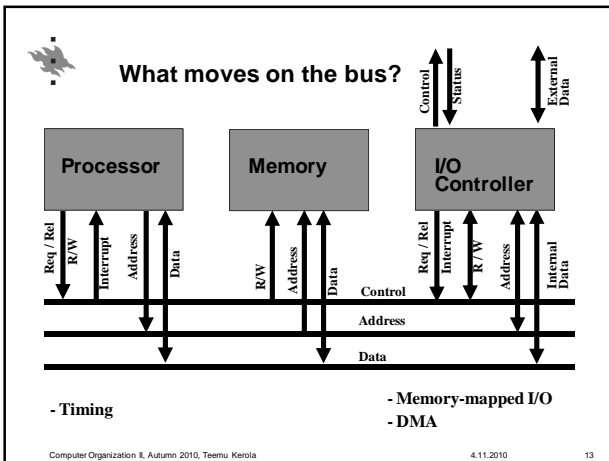 What moves on the bus?
Control
Status
External
Data
Processor
Memory
I/O
Controller
Req / Rel
R/W
Interrupt
Address
Data
R/W
Address
Data
Req / Rel
Interrupt
R / W
Address
Internal
Data
Control
Address
Data
- Timing
- Memory-mapped I/O
- DMA
Computer Organization II, Autumn 2010, Teemu Kerola
4.11.2010
13